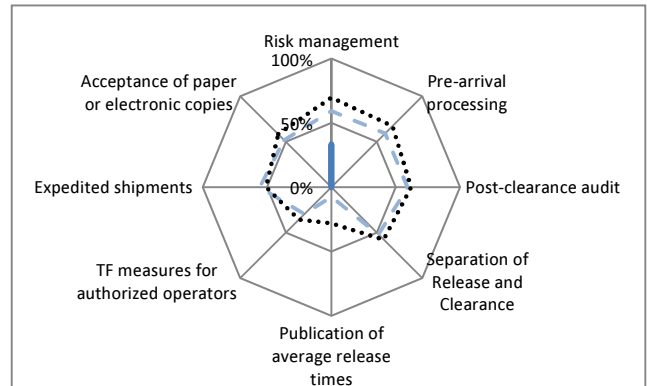 Risk management
100%
Acceptance of paper
or electronic copies
Pre-arrival
processing
50%
Expedited shipments
0%
Post-clearance audit
TF measures for
authorized operators
Separation of
Release and
Clearance
Publication of
average release
times